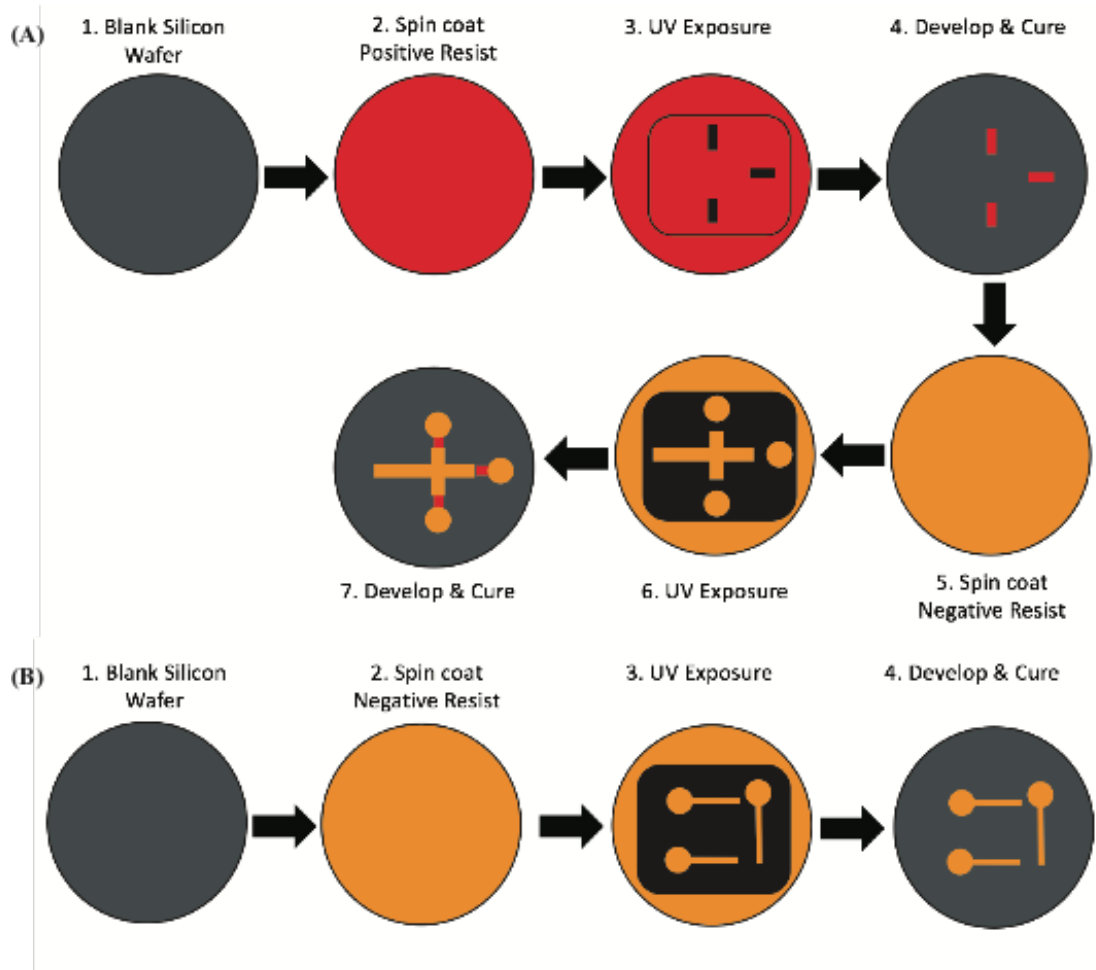 (A)
1. Blank Silicon
Wafer
2. Spin coat
Positive Resist
3. UV Exposure
4. Develop & Cure
7. Develop & Cure
6. UV Exposure
5. Spin coat
Negative Resist
(B)
1. Blank Silicon
Wafer
2. Spin coat
Negative Resist
3. UV Exposure
4. Develop & Cure